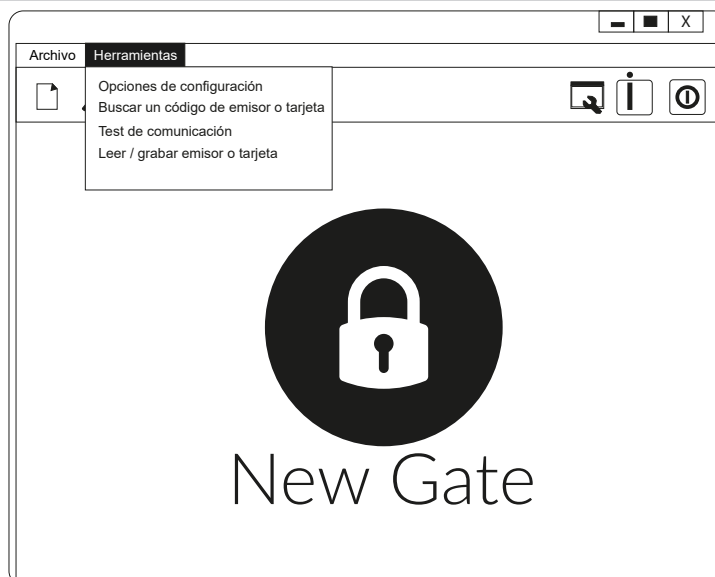 X
Archivo Herramientas
Opciones de configuración
Buscar un código de emisor o tarjeta
Test de comunicación
Leer / grabar emisor o tarjeta
New Gate